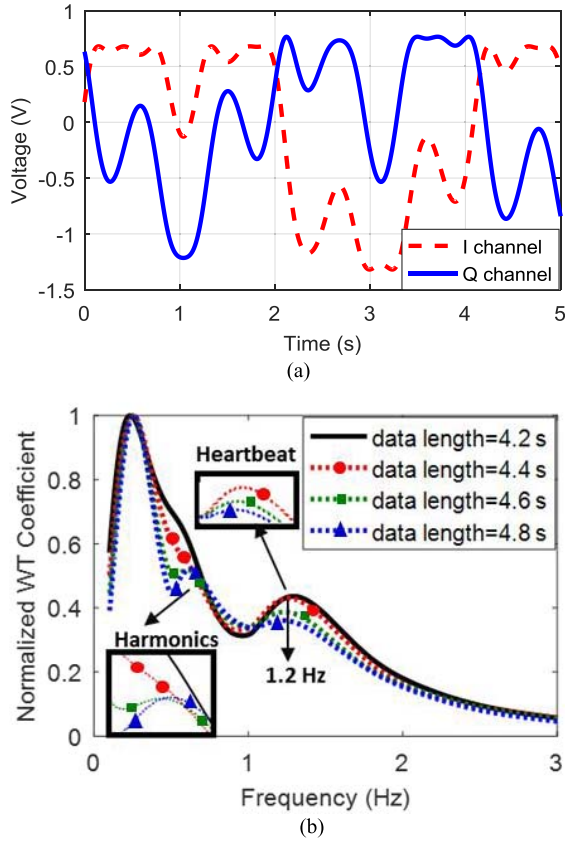 1
0.5
0
-0.5
-1
-1.5
Voltage (V)
I channel
Q channel
0 1 2 3 4 5
Time (s)
(a)
1
0.8
0.6
0.4
0.2
0
Normalized WT Coefficient
data length=4.2 s
data length=4.4 s
data length=4.6 s
data length=4.8 s
Heartbeat
Harmonics
1.2 Hz
0 1 2 3
Frequency (Hz)
(b)